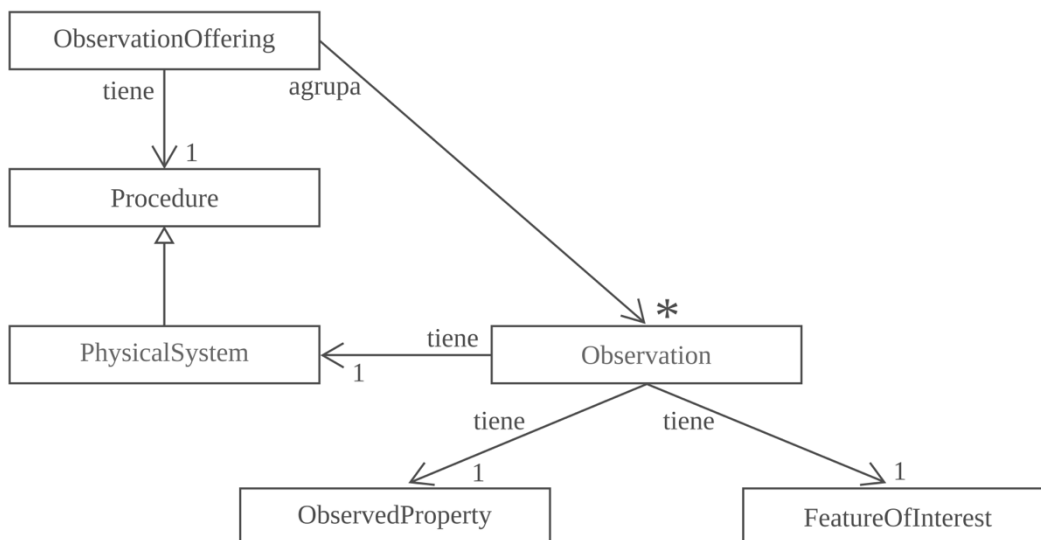 ObservationOffering
tiene
agrupa
1
Procedure
*
PhysicalSystem
tiene
1
Observation
tiene
tiene
1
1
ObservedProperty
FeatureOfInterest